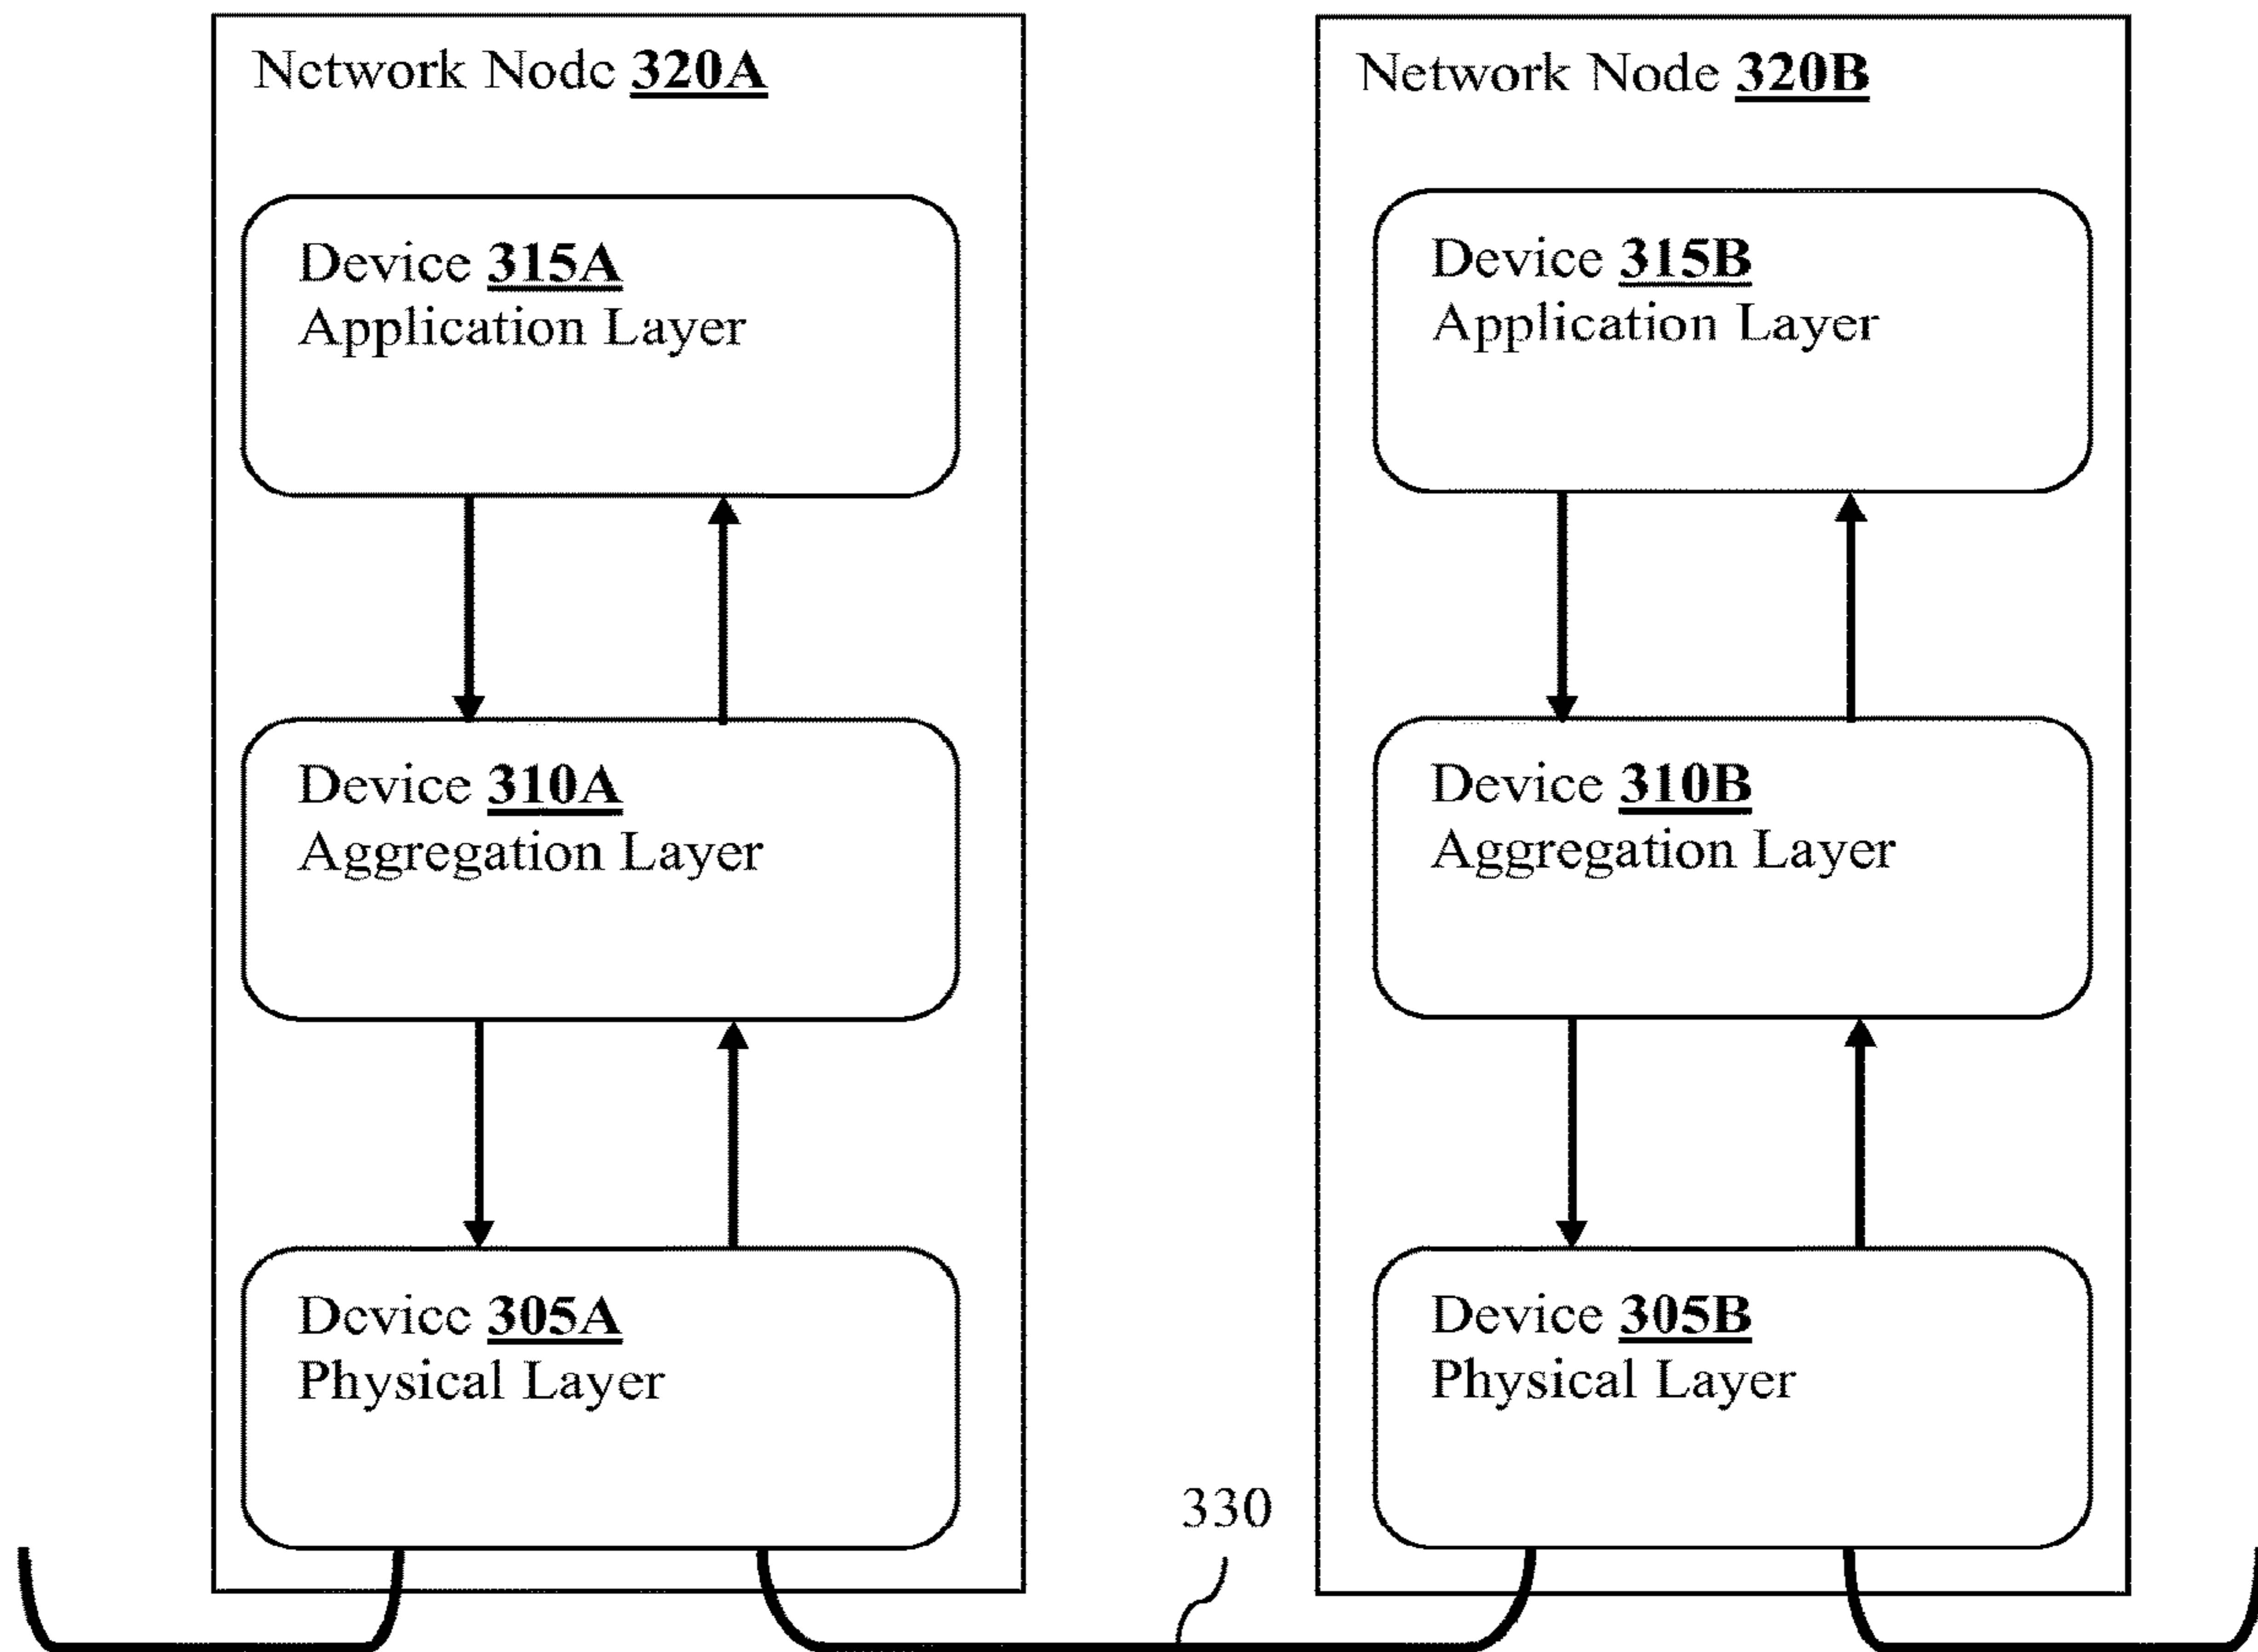 Network Node 320A
Device 315A
Application Layer
Device 310A
Aggregation Layer
Device 305A
Physical Layer
Network Node 320B
Device 315B
Application Layer
Device 310B
Aggregation Layer
Device 305B
Physical Layer
330